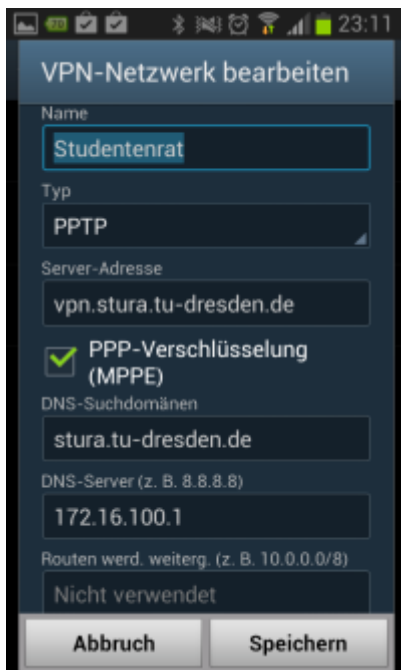 23:11
VPN-Netzwerk bearbeiten
Name
Studentenrat
Typ
PPTP
Server-Adresse
vpn.stura.tu-dresden.de
PPP-Verschlüsselung
(MPPE)
DNS-Suchdomänen
stura.tu-dresden.de
DNS-Server (z. B. 8.8.8.8)
172.16.100.1
Routen werd. weiterg. (z. B. 10.0.0.0/8)
Nicht verwendet
Abbruch Speichern